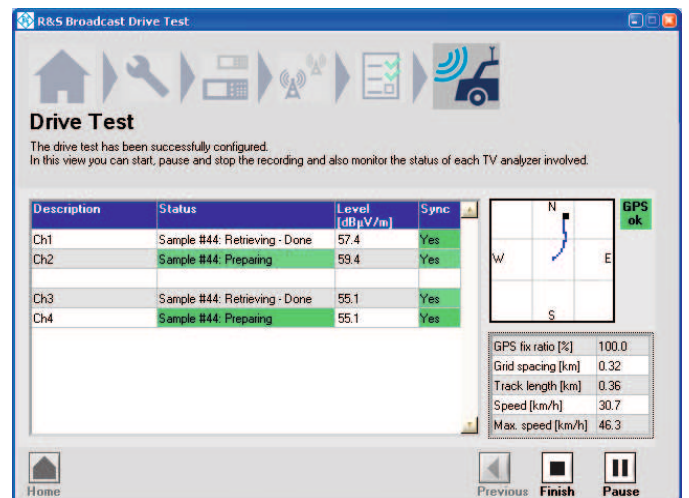 R&S Broadcast Drive Test
Drive Test
The drive test has been successfully configured.
In this view you can start, pause and stop the recording and also monitor the status of each TV analyzer involved.
Description Status Level [dBµV/m] Sync
Ch1 Sample #44: Retrieving - Done 57.4 Yes
Ch2 Sample #44: Preparing 59.4 Yes
Ch3 Sample #44: Retrieving - Done 55.1 Yes
Ch4 Sample #44: Preparing 55.1 Yes
N
W E
S
GPS
ok
GPS fix ratio [%] 100.0
Grid spacing [km] 0.32
Track length [km] 0.36
Speed [km/h] 30.7
Max. speed [km/h] 46.3
Home Previous Finish Pause